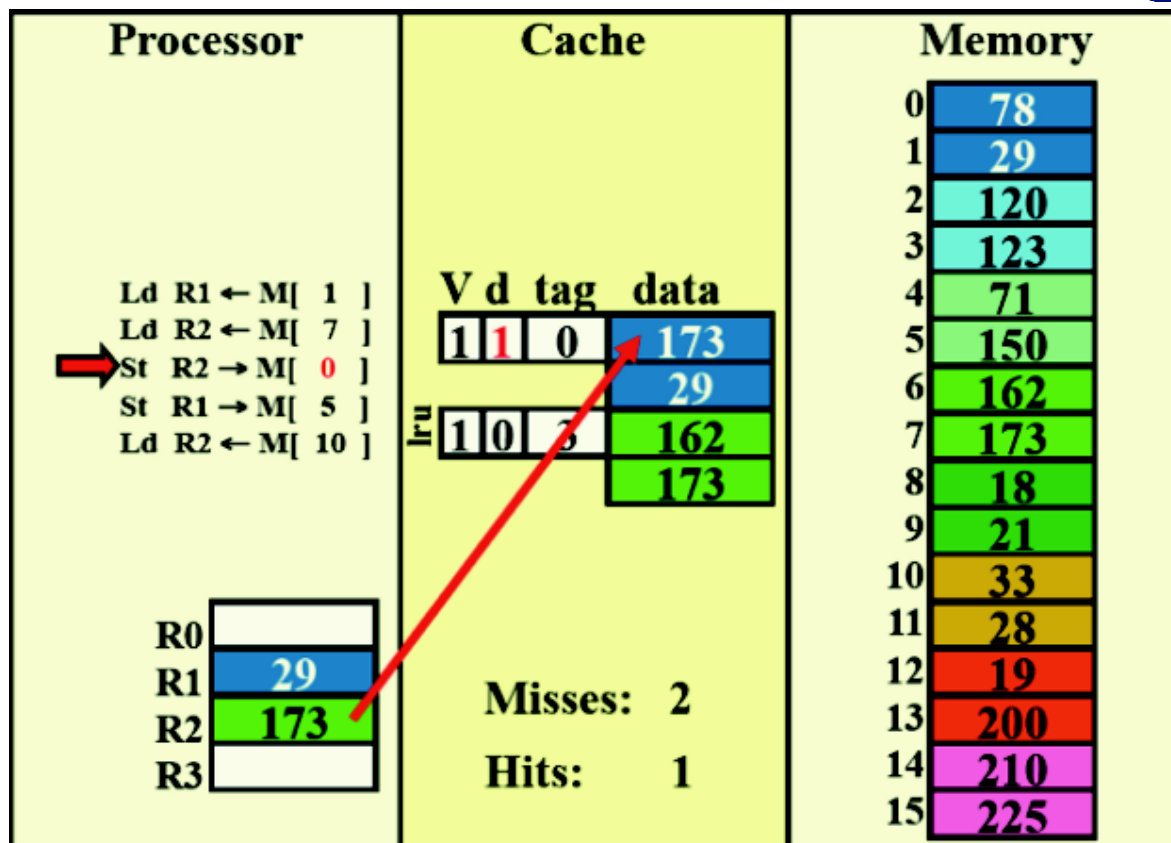 Processor
Ld R1 ← M[ 1 ]
Ld R2 ← M[ 7 ]
St R2 → M[ 0 ]
St R1 → M[ 5 ]
Ld R2 ← M[ 10 ]
R0
R1 29
R2 173
R3
Cache
V d tag data
1 1 0 173
29
lru 1 0 3 162
173
Misses: 2
Hits: 1
Memory
0 78
1 29
2 120
3 123
4 71
5 150
6 162
7 173
8 18
9 21
10 33
11 28
12 19
13 200
14 210
15 225